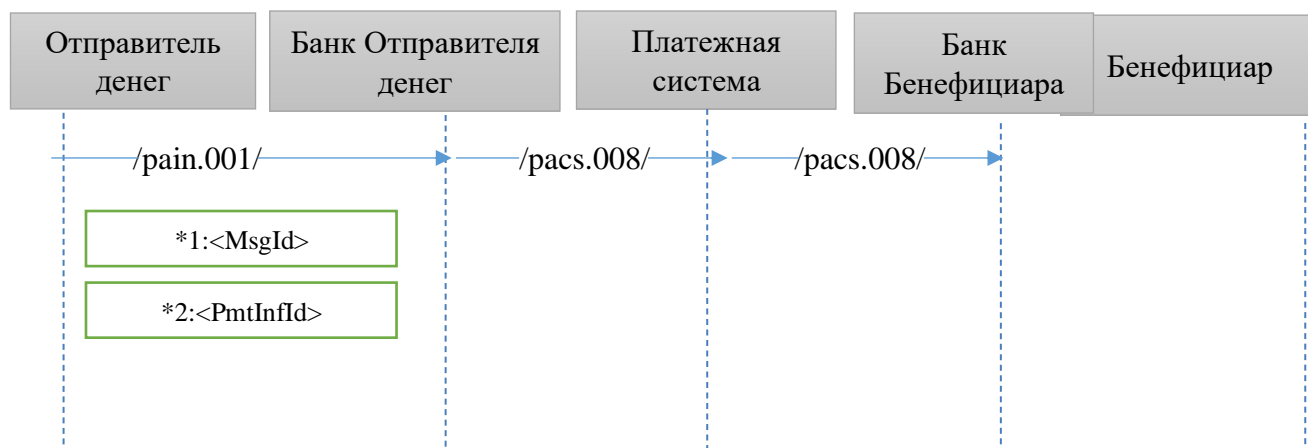 Отправитель
денег
Банк Отправителя
денег
Платежная
система
Банк
Бенефициара
Бенефициар
/pain.001/
/pacs.008/
/pacs.008/
*1:<MsgId>
*2:<PmtInfId>